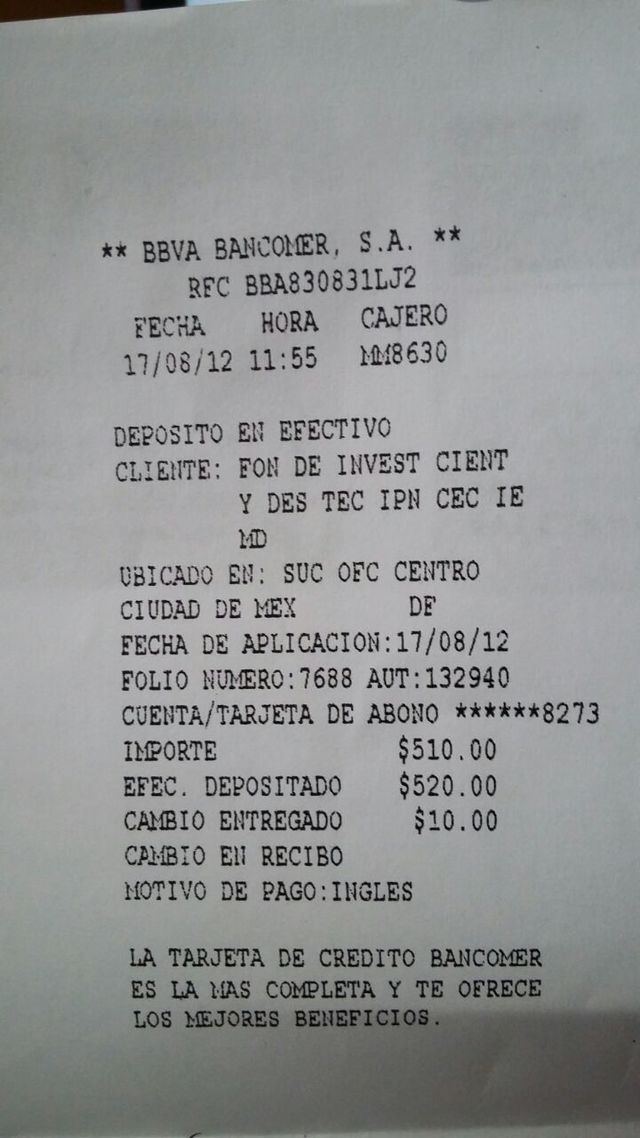 ** BBVA BANCOMER, S.A. **
RFC BBA830831LJ2
FECHA HORA CAJERO
17/08/12 11:55 MM8630
DEPOSITO EN EFECTIVO
CLIENTE: FON DE INVEST CIENT
Y DES TEC IPN CEC IE
MD
UBICADO EN: SUC OFC CENTRO
CIUDAD DE MEX DF
FECHA DE APLICACION:17/08/12
FOLIO NUMERO:7688 AUT:132940
CUENTA/TARJETA DE ABONO ******8273
IMPORTE $510.00
EFEC. DEPOSITADO $520.00
CAMBIO ENTREGADO $10.00
CAMBIO EN RECIBO
MOTIVO DE PAGO:INGLES
LA TARJETA DE CREDITO BANCOMER
ES LA MAS COMPLETA Y TE OFRECE
LOS MEJORES BENEFICIOS.